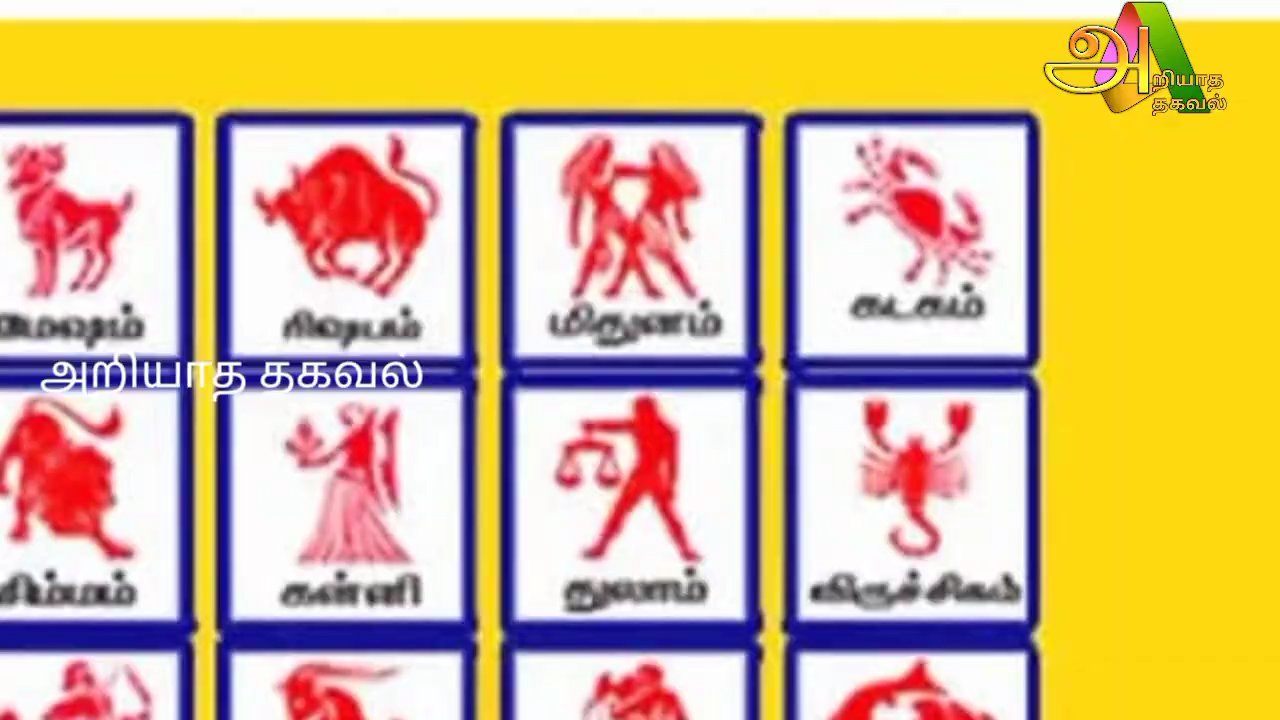 அறியாத
தகவல்
மேஷம் ரிஷபம் மிதுனம் கடகம்
அறியாத தகவல்
சிம்மம் கன்னி துலாம் விருச்சிகம்